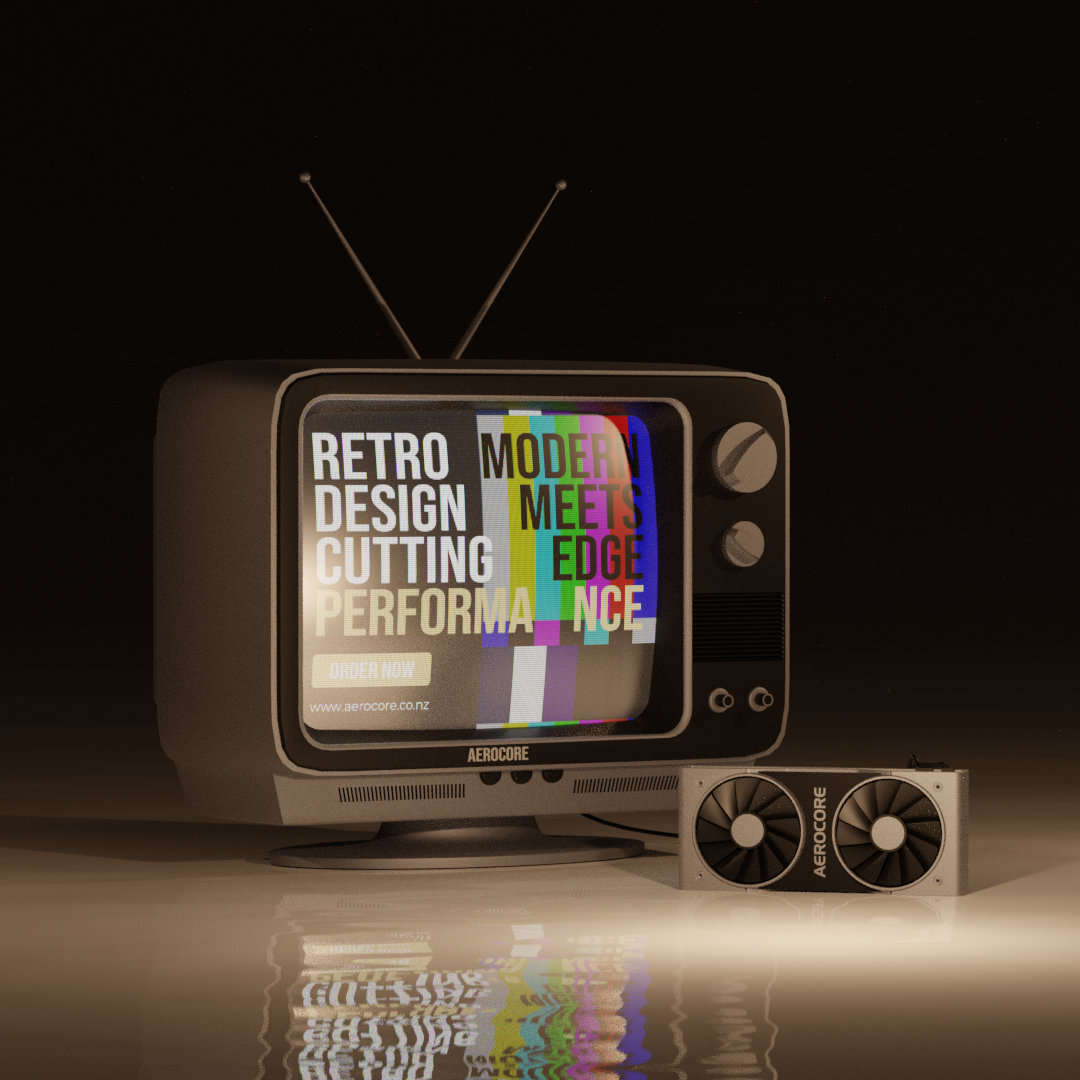 RETRO MODERN
DESIGN MEETS
CUTTING EDGE
PERFORMA NCE
ORDER NOW
www.aerocore.co.nz
AEROCORE
AEROCORE